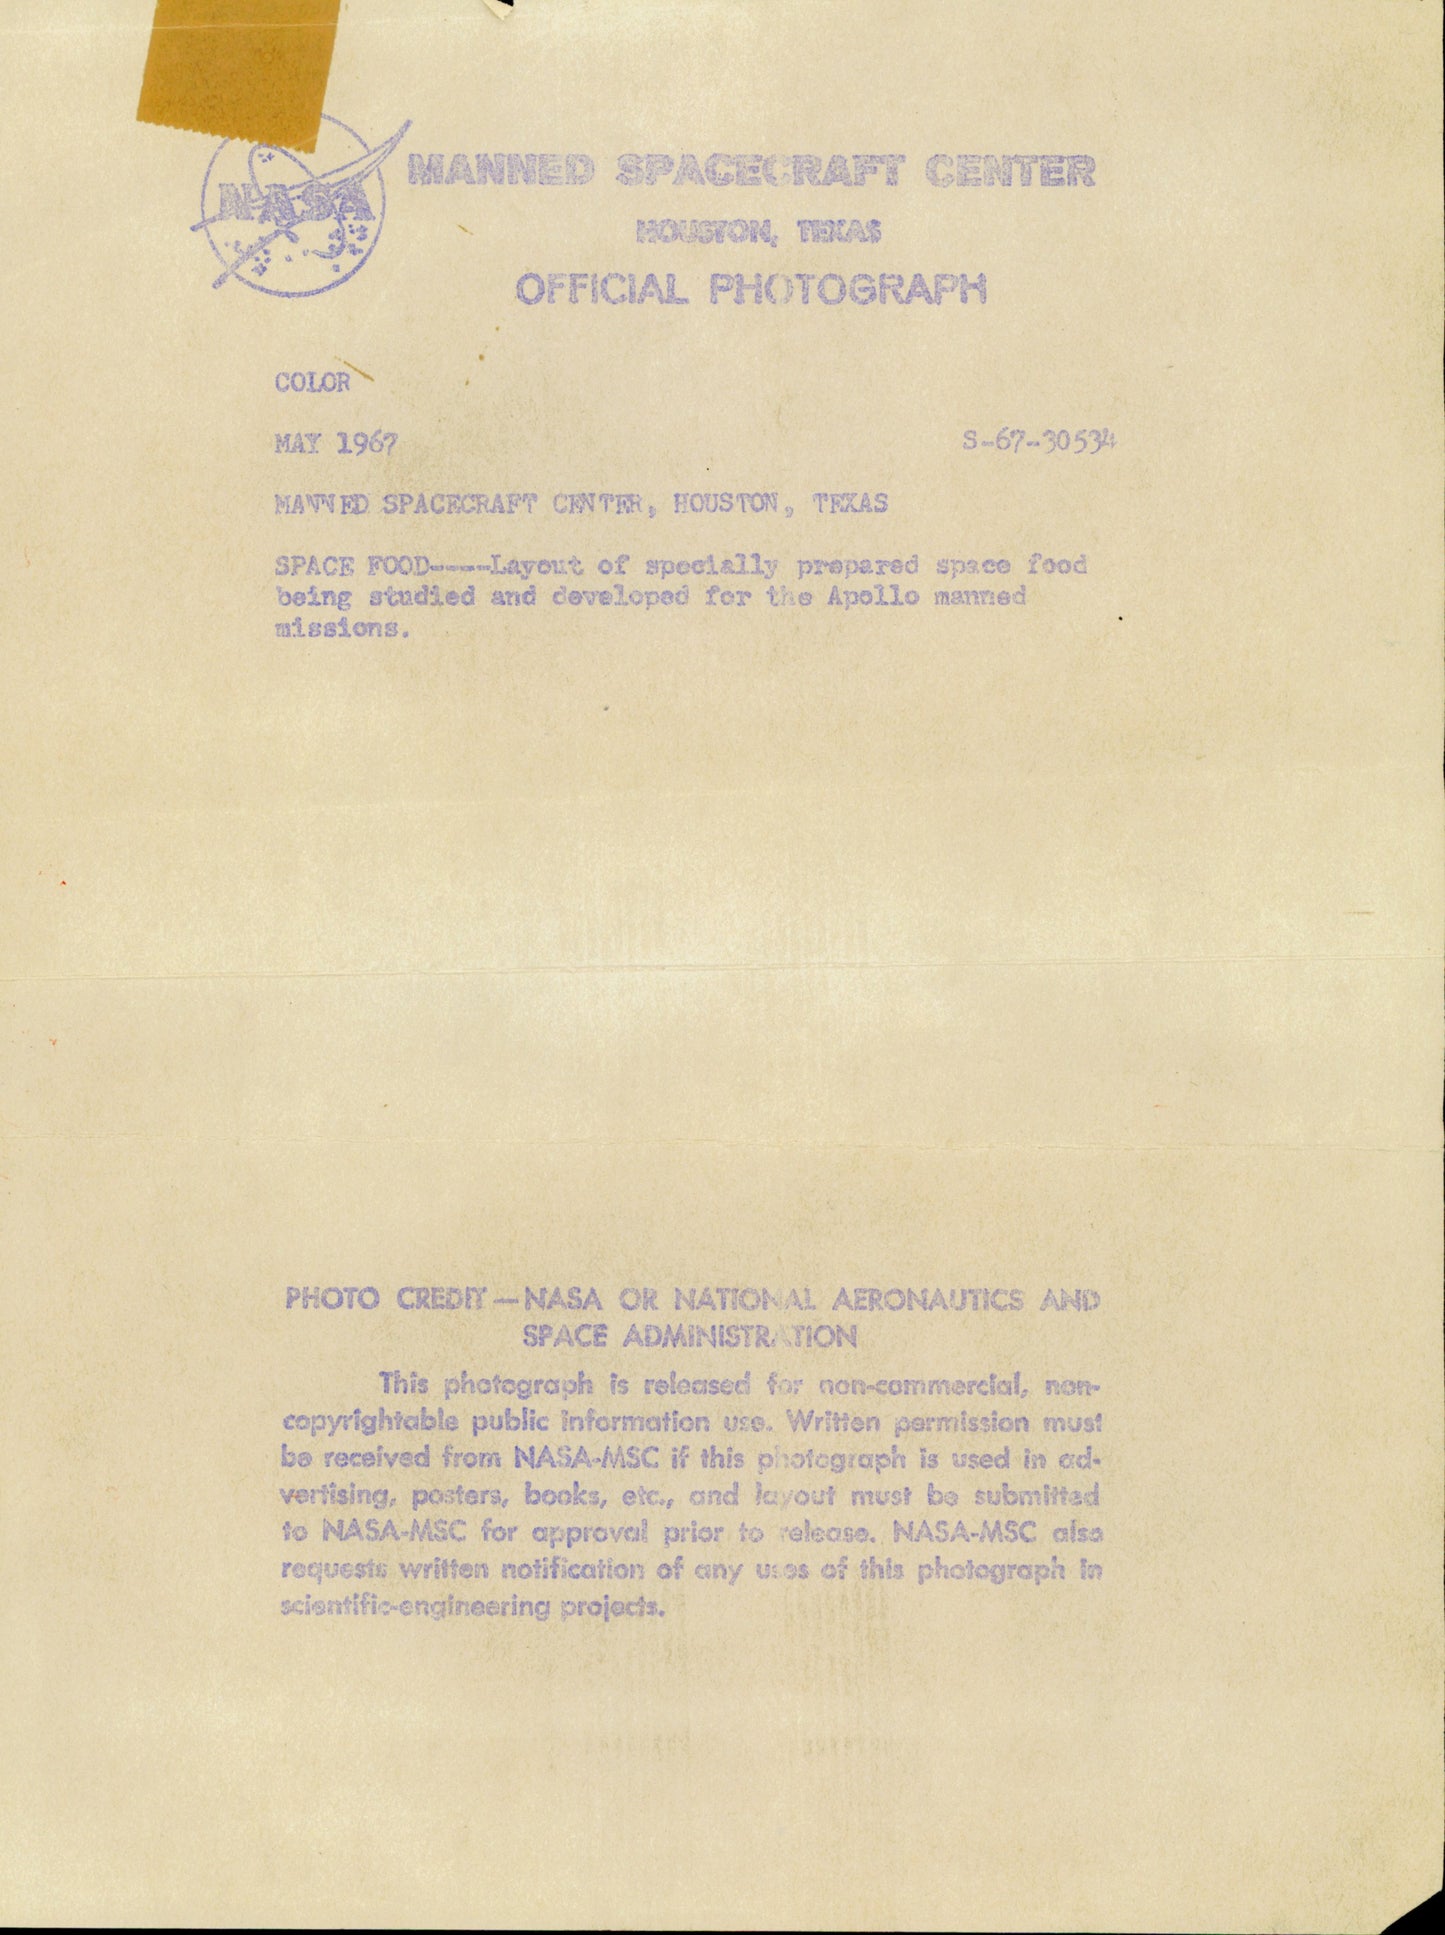 NASA
MANNED SPACECRAFT CENTER
HOUSTON, TEXAS
OFFICIAL PHOTOGRAPH
COLOR
MAY 1967 S-67-30534
MANNED SPACECRAFT CENTER, HOUSTON, TEXAS
SPACE FOOD----Layout of specially prepared space food
being studied and developed for the Apollo manned
missions.
PHOTO CREDIT—NASA OR NATIONAL AERONAUTICS AND
SPACE ADMINISTRATION
This photograph is released for non-commercial, non-
copyrightable public information use. Written permission must
be received from NASA-MSC if this photograph is used in ad-
vertising, posters, books, etc., and layout must be submitted
to NASA-MSC for approval prior to release. NASA-MSC also
requests written notification of any uses of this photograph in
scientific-engineering projects.